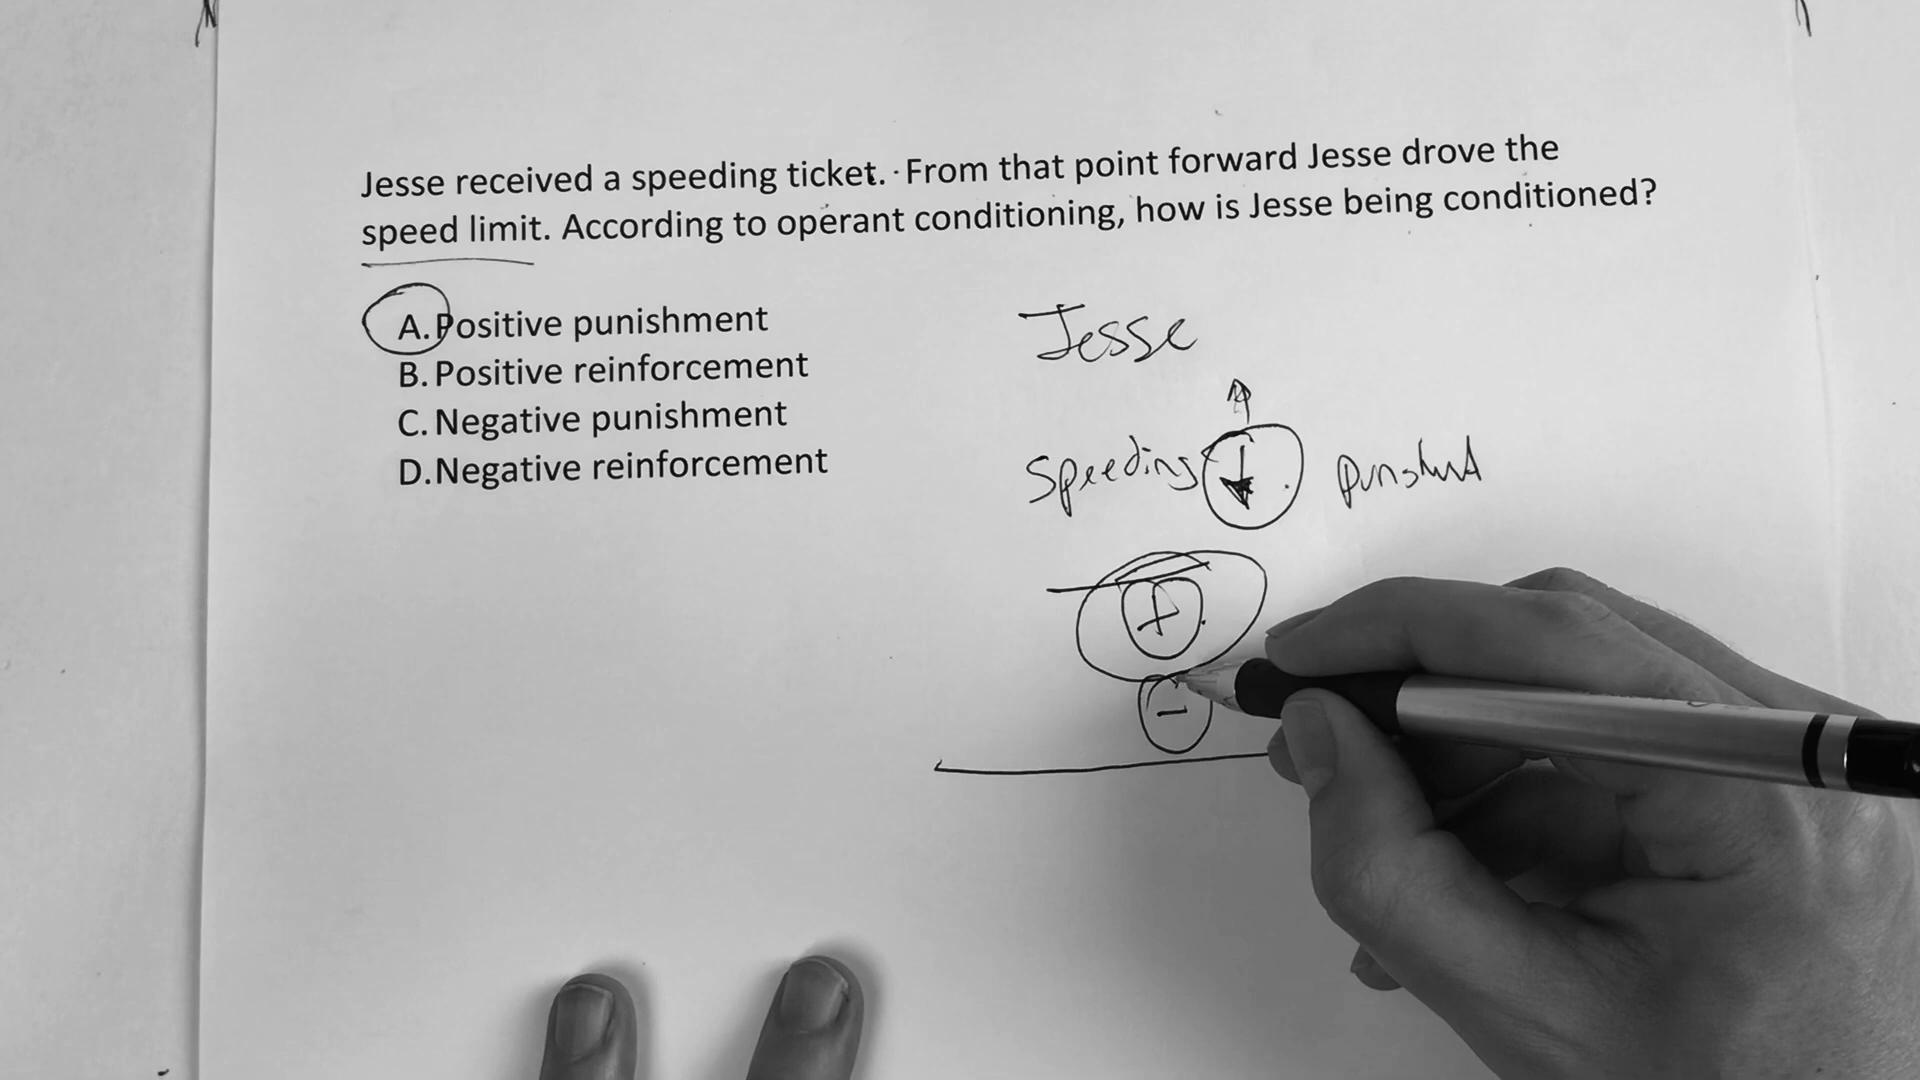 Jesse received a speeding ticket. From that point forward Jesse drove the
speed limit. According to operant conditioning, how is Jesse being conditioned?
A. Positive punishment
B. Positive reinforcement
C. Negative punishment
D. Negative reinforcement
Jesse
Speeding ↓
+
−